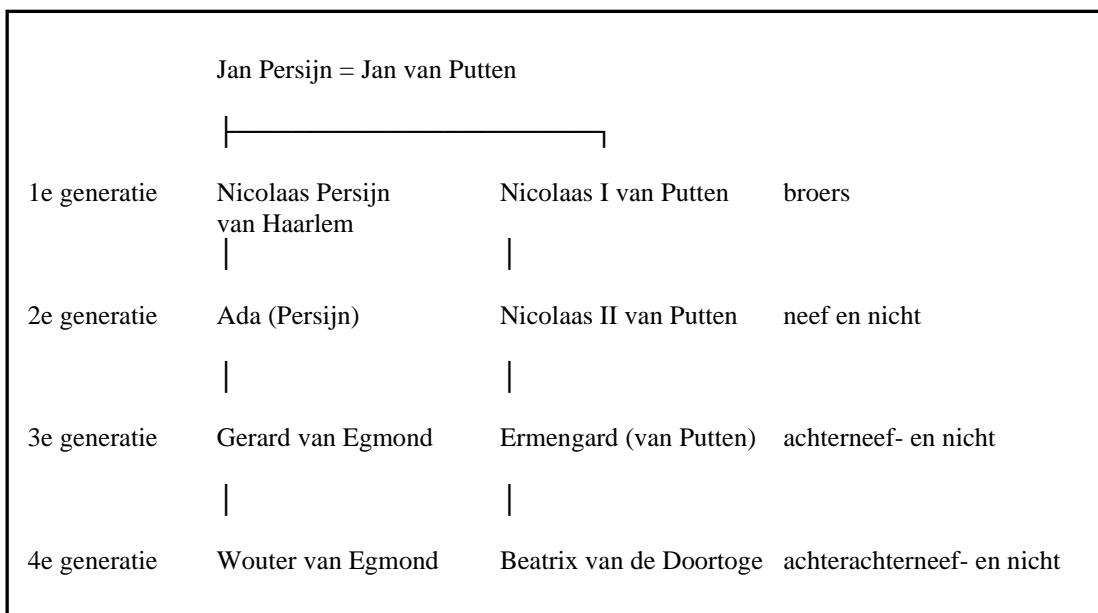 Jan Persijn = Jan van Putten
1e generatie Nicolaas Persijn Nicolaas I van Putten broers
van Haarlem
2e generatie Ada (Persijn) Nicolaas II van Putten neef en nicht
3e generatie Gerard van Egmond Ermengard (van Putten) achterneef- en nicht
4e generatie Wouter van Egmond Beatrix van de Doortoge achterachterneef- en nicht